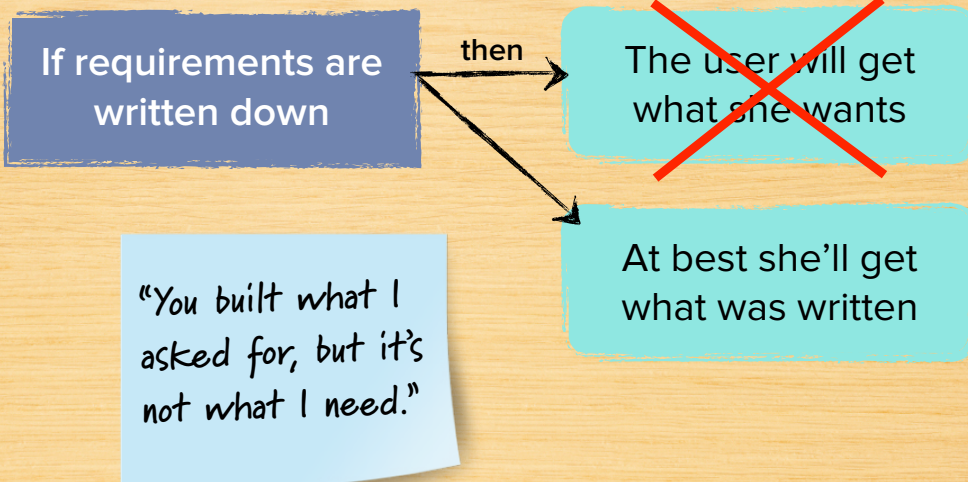 If requirements are
written down
then
The user will get
what she wants
At best she’ll get
what was written
“You built what I
asked for, but it’s
not what I need.”